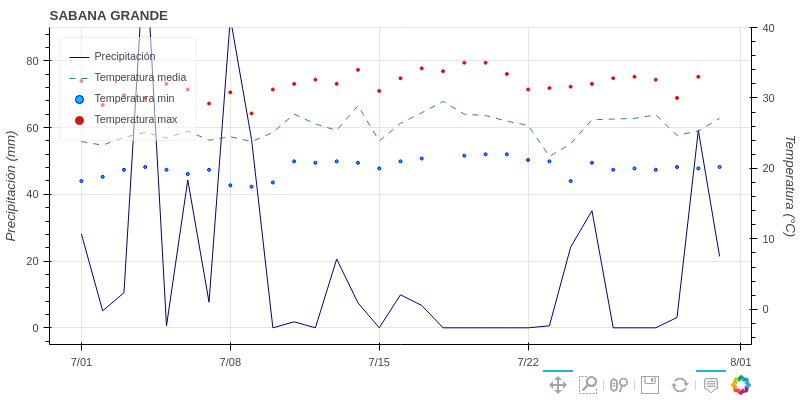 SABANA GRANDE
Precipitación
Temperatura media
Temperatura min
Temperatura max
Precipitación (mm)
80
60
40
20
0
Temperatura (°C)
40
30
20
10
0
7/01
7/08
7/15
7/22
8/01